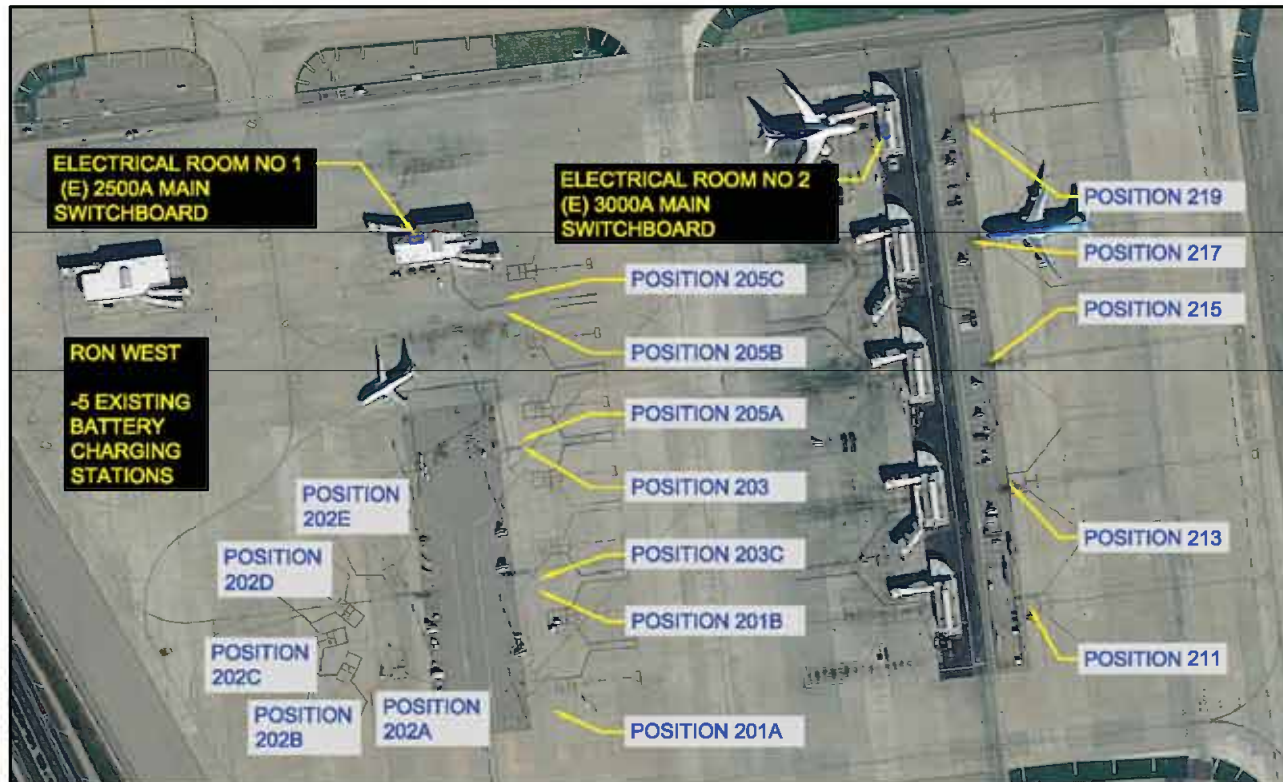 ELECTRICAL ROOM NO 1
(E) 2500A MAIN
SWITCHBOARD
ELECTRICAL ROOM NO 2
(E) 3000A MAIN
SWITCHBOARD
POSITION 219
POSITION 217
POSITION 205C
POSITION 215
RON WEST
POSITION 205B
-5 EXISTING
BATTERY
CHARGING
STATIONS
POSITION 205A
POSITION 203
POSITION
202E
POSITION 213
POSITION
202D
POSITION 203C
POSITION 201B
POSITION
202C
POSITION 211
POSITION
202B
POSITION
202A
POSITION 201A